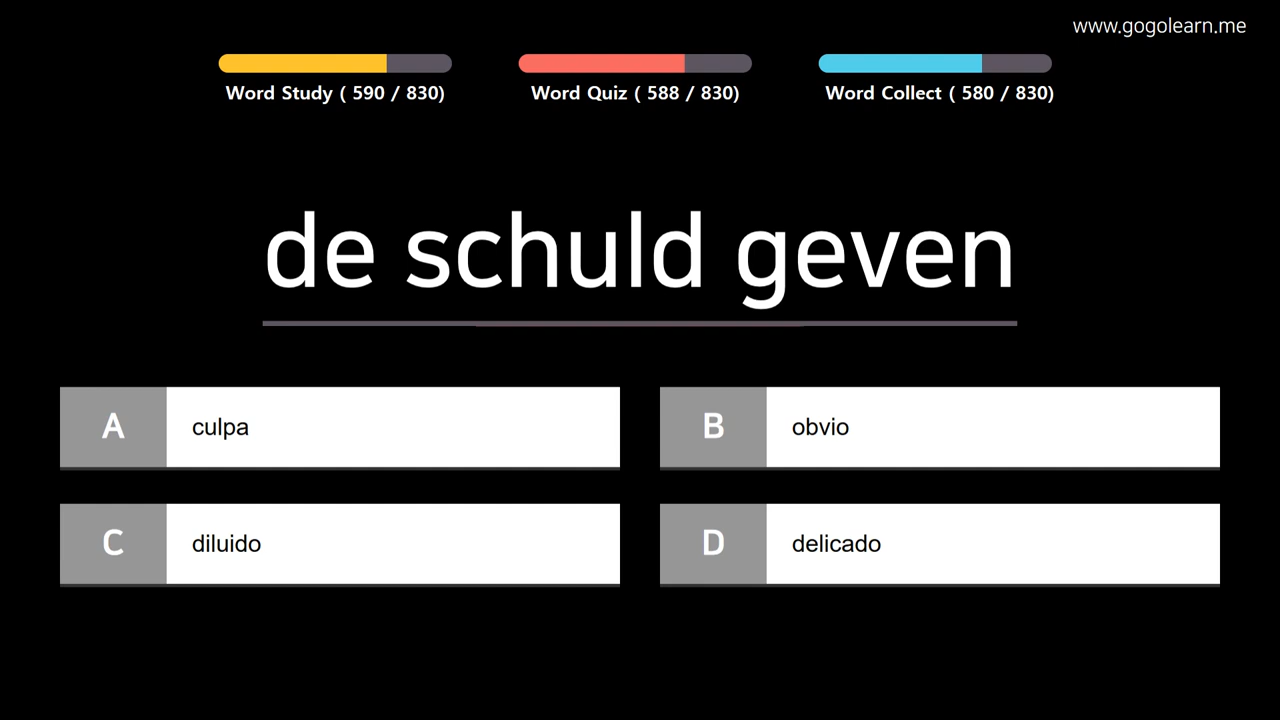 www.gogolearn.me
Word Study ( 590 / 830)
Word Quiz ( 588 / 830)
Word Collect ( 580 / 830)
de schuld geven
A culpa
B obvio
C diluido
D delicado